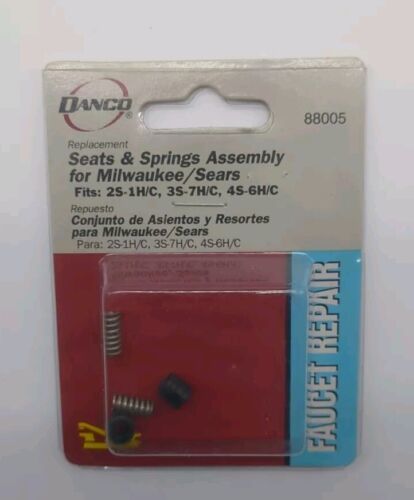 DANCO®
88005
Replacement
Seats & Springs Assembly
for Milwaukee/Sears
Fits: 2S-1H/C, 3S-7H/C, 4S-6H/C
Repuesto
Conjunto de Asientos y Resortes
para Milwaukee/Sears
Para: 2S-1H/C, 3S-7H/C, 4S-6H/C
FAUCET REPAIR